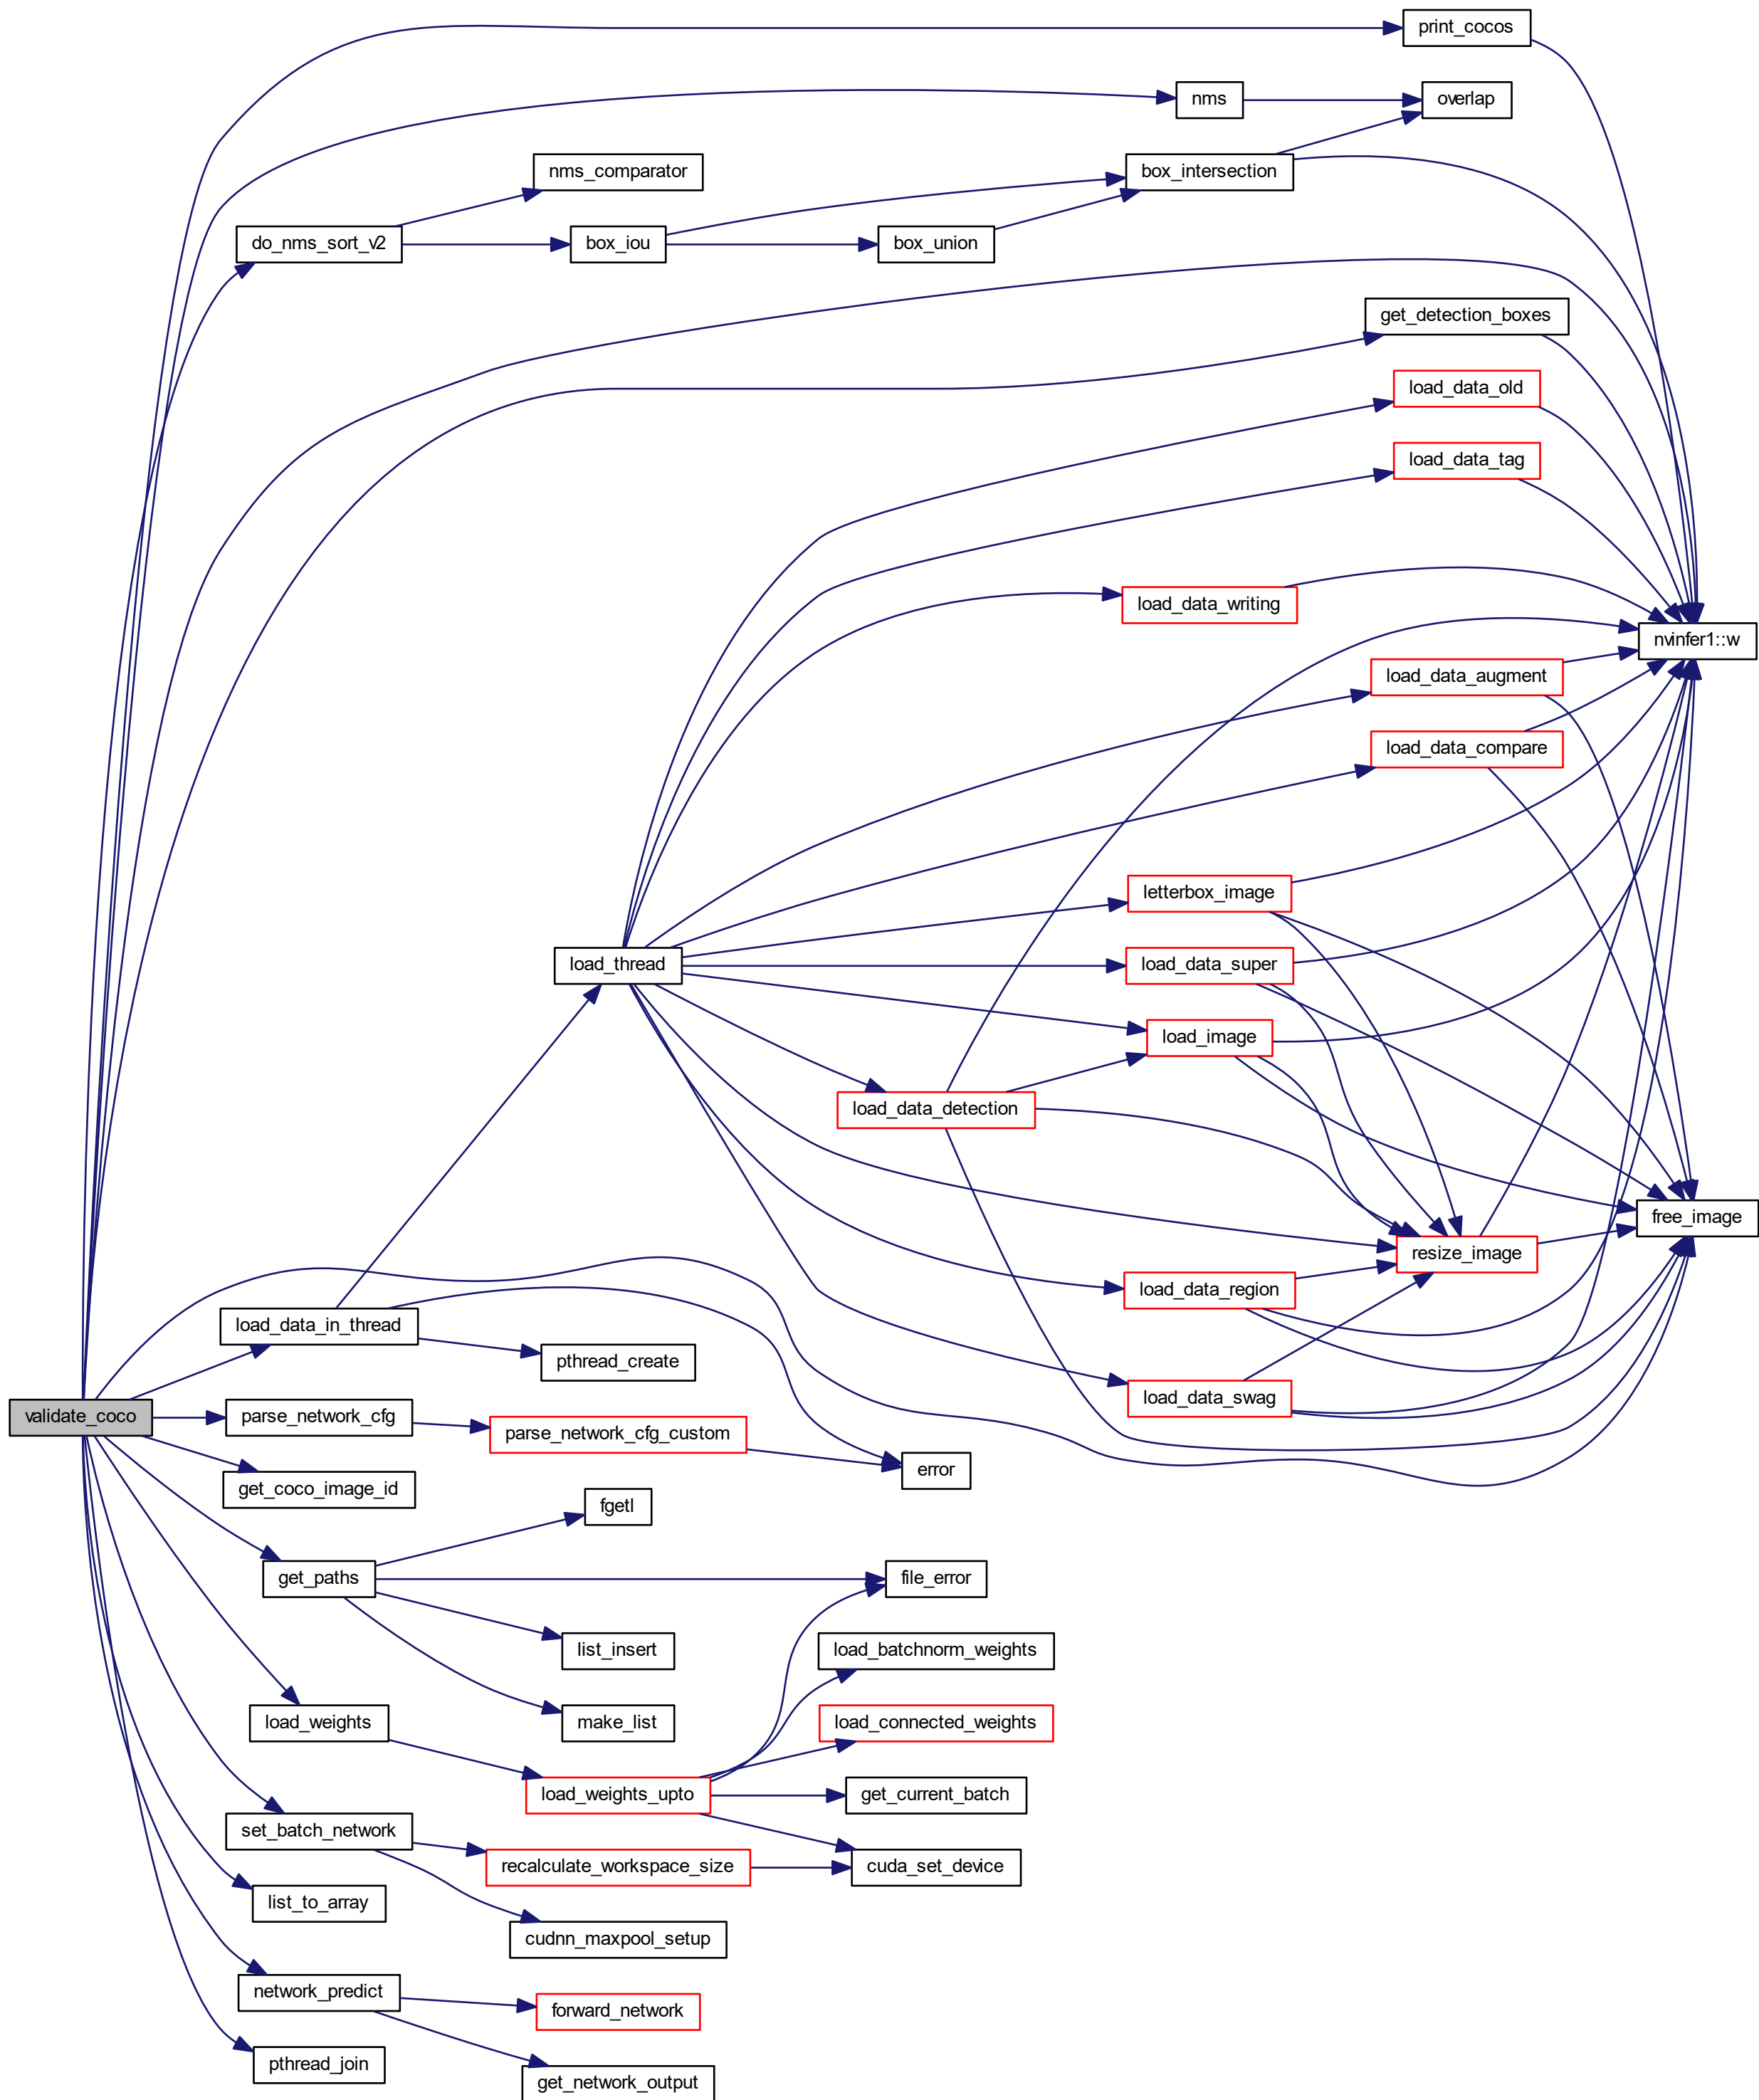 print_cocos
nms
overlap
nms_comparator
box_intersection
do_nms_sort_v2
box_iou
box_union
get_detection_boxes
load_data_old
load_data_tag
load_data_writing
nvinfer1::w
load_data_augment
load_data_compare
letterbox_image
load_thread
load_data_super
load_image
load_data_detection
free_image
resize_image
load_data_region
load_data_in_thread
pthread_create
load_data_swag
validate_coco
parse_network_cfg
parse_network_cfg_custom
error
get_coco_image_id
fgetl
get_paths
file_error
list_insert
load_batchnorm_weights
load_weights
make_list
load_connected_weights
load_weights_upto
get_current_batch
set_batch_network
recalculate_workspace_size
cuda_set_device
list_to_array
cudnn_maxpool_setup
network_predict
forward_network
pthread_join
get_network_output